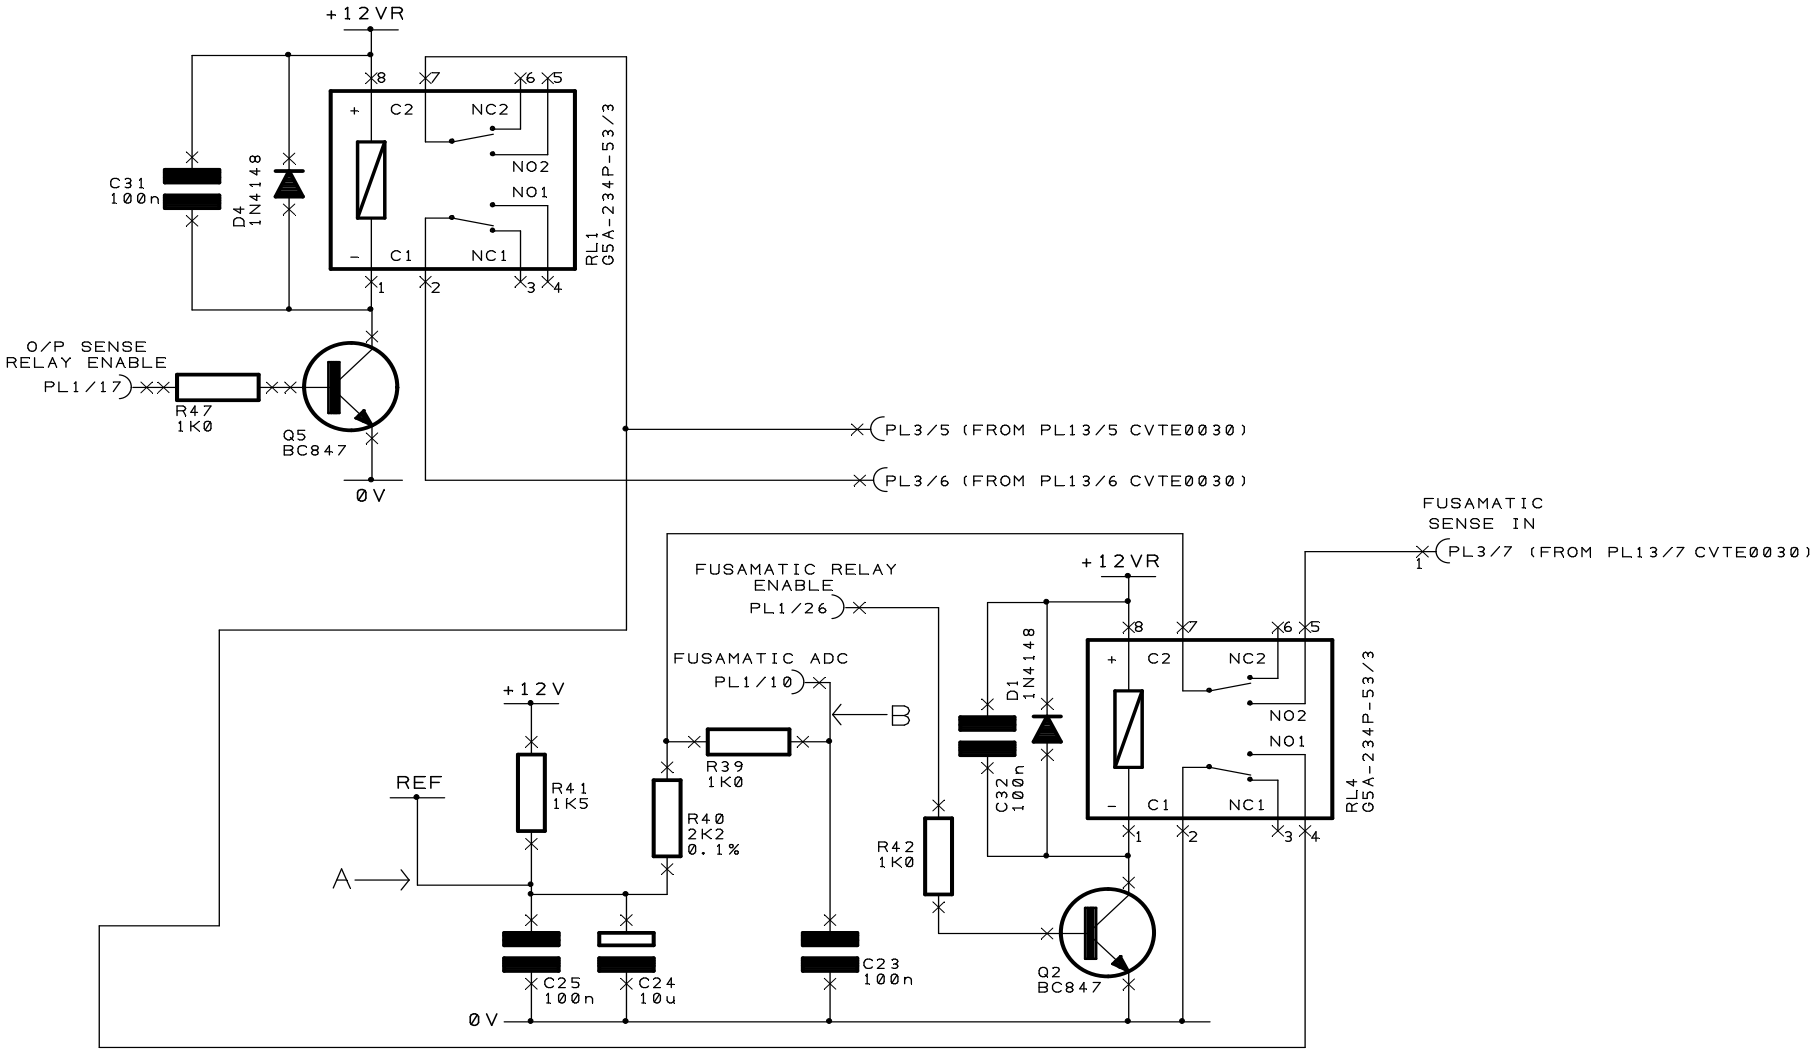 +12VR
8
7
6
5
+
C2
NC2
NO2
NO1
-
C1
NC1
1
2
3
4
RL1
G5A-234P-53/3
C31
100n
D4
1N4148
O/P SENSE
RELAY ENABLE
PL1/17
R47
1K0
Q5
BC847
0V
PL3/5 (FROM PL13/5 CVTE0030)
PL3/6 (FROM PL13/6 CVTE0030)
FUSAMATIC
SENSE IN
PL3/7 (FROM PL13/7 CVTE0030)
1
FUSAMATIC RELAY
ENABLE
PL1/26
+12VR
8
7
6
5
+
C2
NC2
NO2
NO1
-
C1
NC1
1
2
3
4
RL4
G5A-234P-53/3
D1
1N4148
C32
100n
FUSAMATIC ADC
PL1/10
B
+12V
R39
1K0
REF
R41
1K5
R40
2K2
0.1%
A
R42
1K0
C25
100n
C24
10u
C23
100n
Q2
BC847
0V